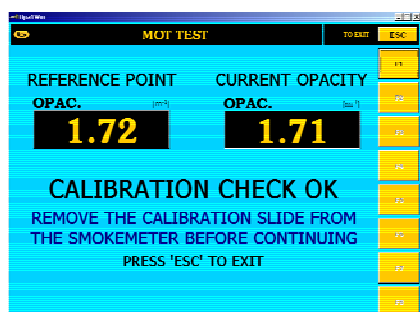 MOT TEST
TO EXIT ESC
F1
REFERENCE POINT CURRENT OPACITY
OPAC. OPAC.
1.72 1.71
CALIBRATION CHECK OK
REMOVE THE CALIBRATION SLIDE FROM
THE SMOKEMETER BEFORE CONTINUING
PRESS 'ESC' TO EXIT